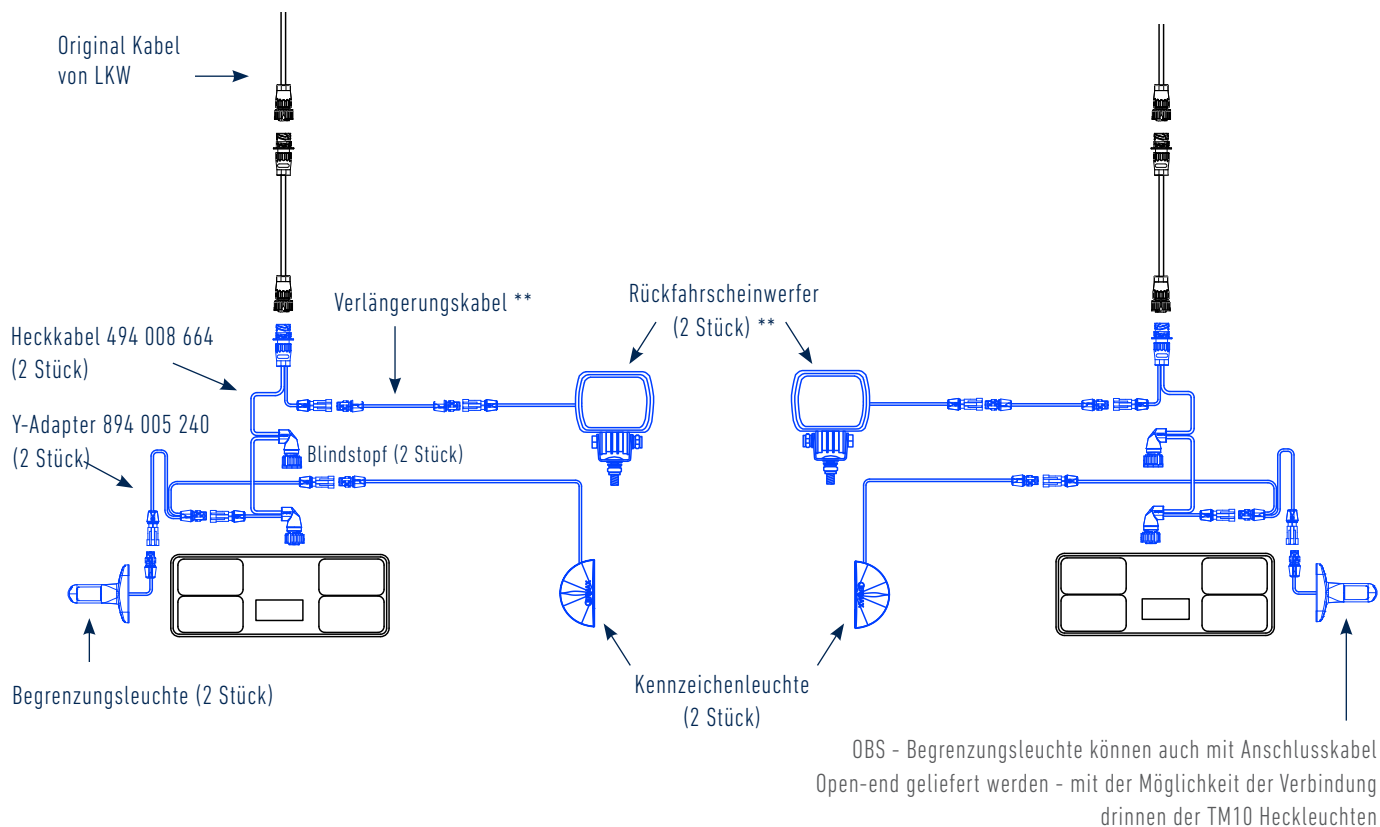 Original Kabel
von LKW
Verlängerungskabel **
Rückfahrscheinwerfer
(2 Stück) **
Heckkabel 494 008 664
(2 Stück)
Y-Adapter 894 005 240
(2 Stück)
Blindstopf (2 Stück)
Begrenzungsleuchte (2 Stück)
Kennzeichenleuchte
(2 Stück)
OBS - Begrenzungsleuchte können auch mit Anschlusskabel
Open-end geliefert werden - mit der Möglichkeit der Verbindung
drinnen der TM10 Heckleuchten